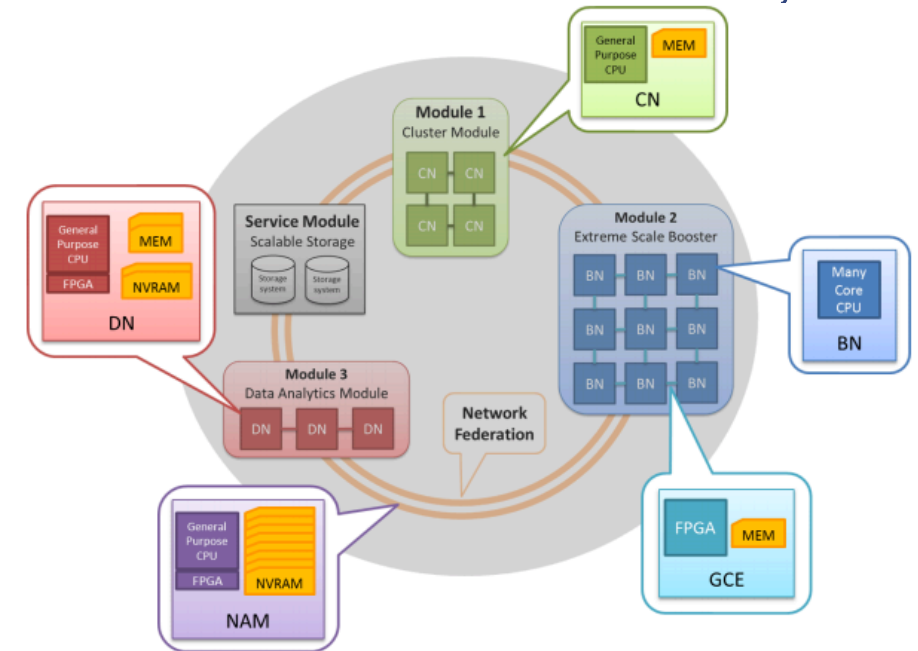 General
Purpose
CPU
MEM
CN
Module 1
Cluster Module
CN CN
CN CN
Service Module
Scalable Storage
Storage
system
Storage
system
Module 2
Extreme Scale Booster
BN BN BN
BN BN BN
BN BN BN
General
Purpose
CPU
FPGA
MEM
NVRAM
DN
Many
Core
CPU
BN
Module 3
Data Analytics Module
DN DN DN
Network
Federation
General
Purpose
CPU
FPGA
NVRAM
NAM
FPGA
MEM
GCE